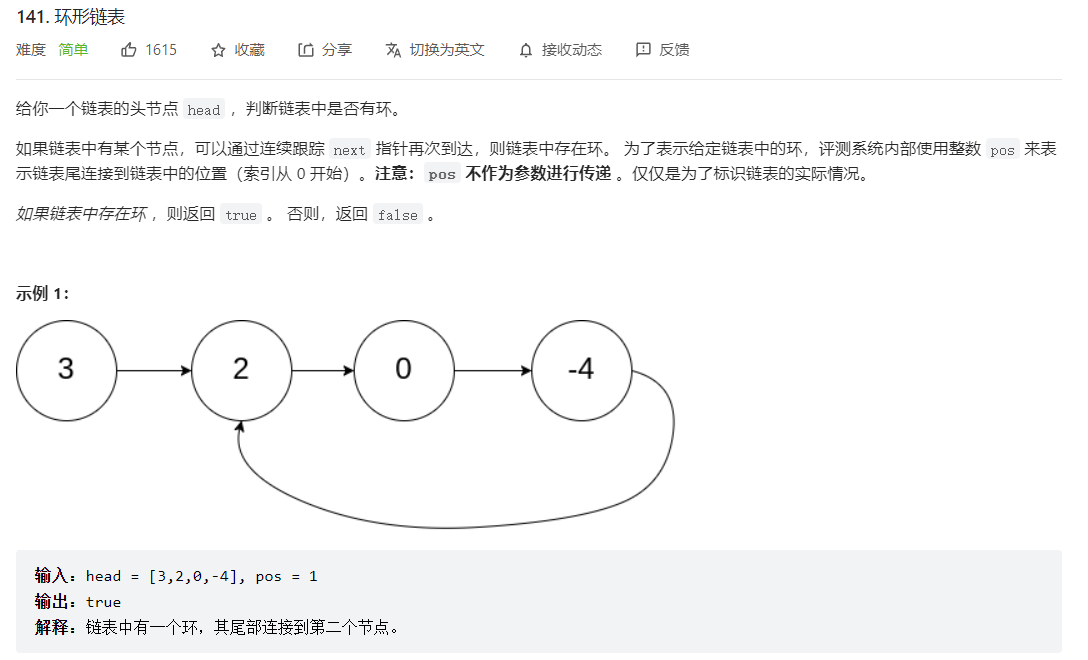 141. 环形链表
难度 简单 1615 收藏 分享 切换为英文 接收动态 反馈
给你一个链表的头节点 head ，判断链表中是否有环。
如果链表中有某个节点，可以通过连续跟踪 next 指针再次到达，则链表中存在环。 为了表示给定链表中的环，评测系统内部使用整数 pos 来表
示链表尾连接到链表中的位置（索引从 0 开始）。注意：pos 不作为参数进行传递 。仅仅是为了标识链表的实际情况。
如果链表中存在环 ，则返回 true 。 否则，返回 false 。
示例 1：
3 2 0 -4
输入：head = [3,2,0,-4], pos = 1
输出：true
解释：链表中有一个环，其尾部连接到第二个节点。